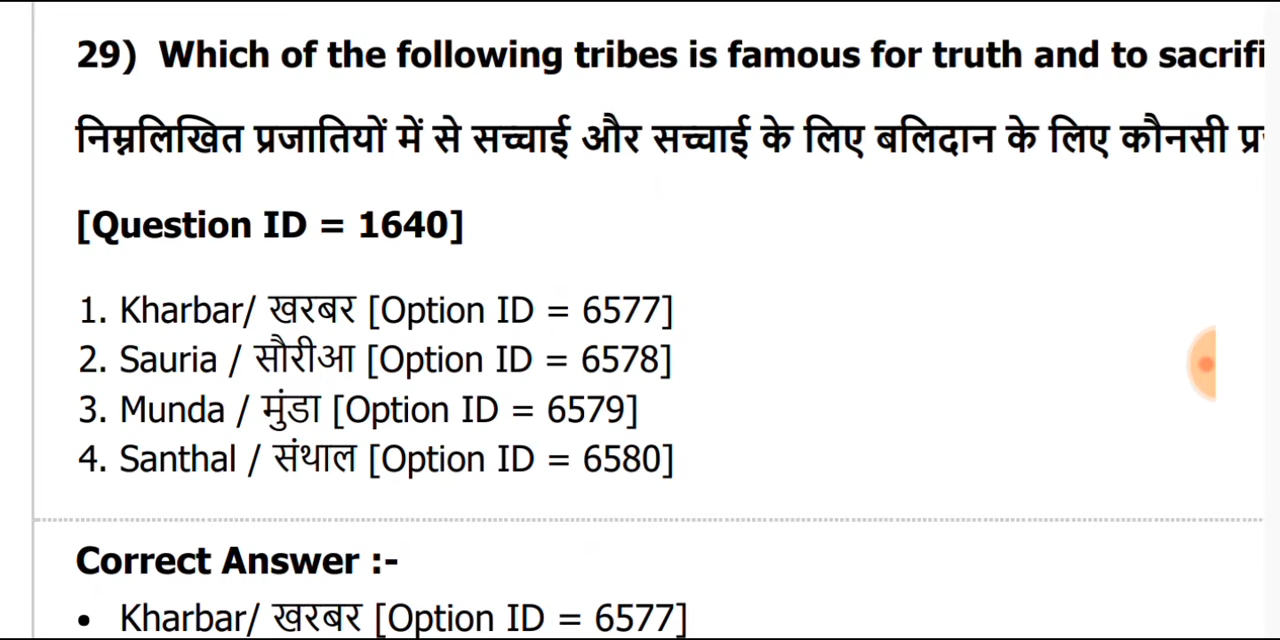 29) Which of the following tribes is famous for truth and to sacrifi
निम्नलिखित प्रजातियों में से सच्चाई और सच्चाई के लिए बलिदान के लिए कौनसी प्र
[Question ID = 1640]
1. Kharbar/ खरबर [Option ID = 6577]
2. Sauria / सौरीआ [Option ID = 6578]
3. Munda / मुंडा [Option ID = 6579]
4. Santhal / संथाल [Option ID = 6580]
Correct Answer :-
• Kharbar/ खरबर [Option ID = 6577]